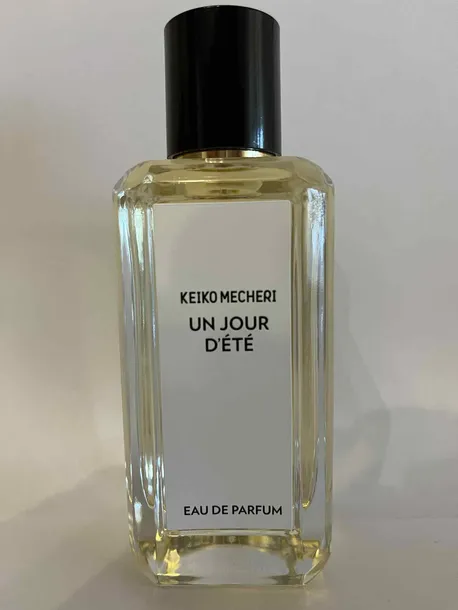 KEIKO MECHERI
UN JOUR
D'ÉTÉ
EAU DE PARFUM